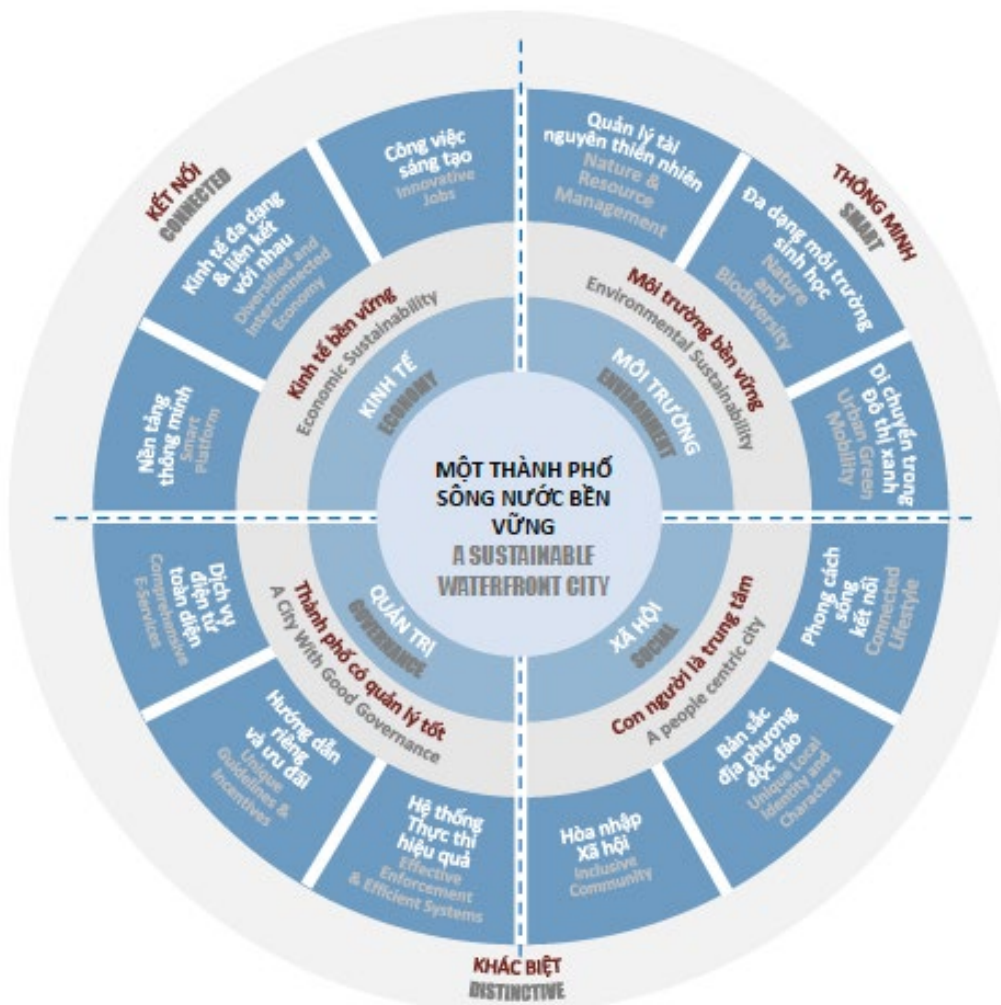 KẾT NỐI
CONNECTED
THÔNG MINH
SMART
Công việc
sáng tạo
Innovative
Jobs
Kinh tế đa dạng
& liên kết
với nhau
Diversified and
Interconnected
Economy
Nền tảng
thông minh
Smart
Platform
Quản lý tài
nguyên thiên nhiên
Nature &
Resource
Management
Đa dạng môi trường
sinh học
Nature
and
Biodiversity
Di chuyển trong
Đô thị xanh
Urban Green
Mobility
Kinh tế bền vững
Economic Sustainability
KINH TẾ
ECONOMY
Môi trường bền vững
Environmental Sustainability
MÔI TRƯỜNG
ENVIRONMENT
MỘT THÀNH PHỐ
SÔNG NƯỚC BỀN
VỮNG
A SUSTAINABLE
WATERFRONT CITY
QUẢN TRỊ
GOVERNANCE
Thành phố có quản lý tốt
A City With Good Governance
XÃ HỘI
SOCIAL
Con người là trung tâm
A people centric city
Dịch vụ
điện tử
toàn diện
Comprehensive
E-Services
Hướng dẫn
riêng
và ưu đãi
Unique
Guidelines &
Incentives
Hệ thống
Thực thi
hiệu quả
Effective
Enforcement
& Efficient Systems
Phong cách
sống
kết nối
Connected
Lifestyle
Bản sắc
địa phương
độc đáo
Unique Local
Identity and
Characters
Hòa nhập
Xã hội
Inclusive
Community
KHÁC BIỆT
DISTINCTIVE